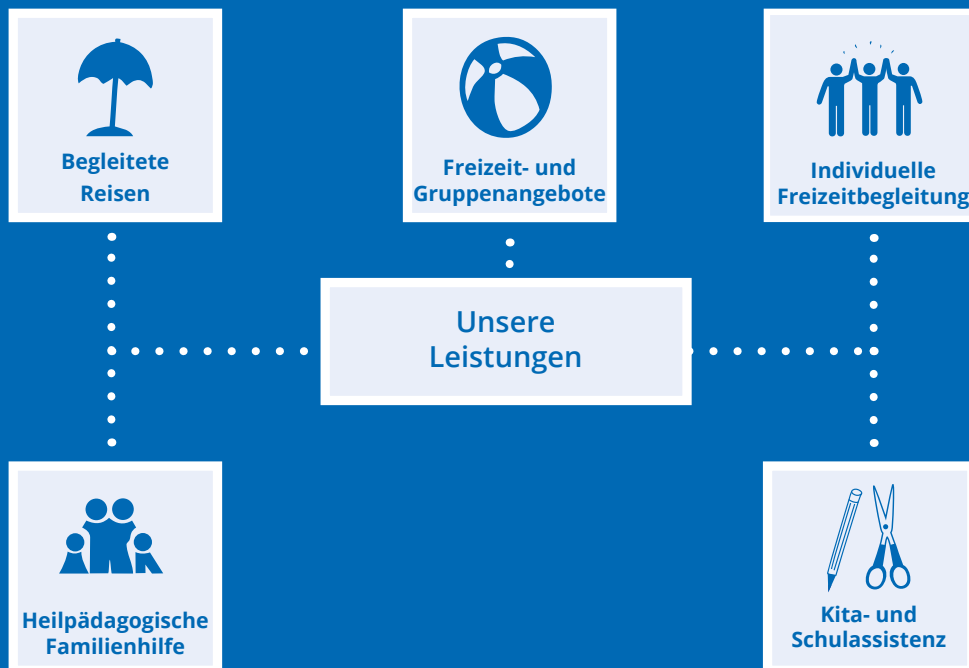 Begleitete
Reisen
Freizeit- und
Gruppenangebote
Individuelle
Freizeitbegleitung
Unsere
Leistungen
Heilpädagogische
Familienhilfe
Kita- und
Schulassistenz